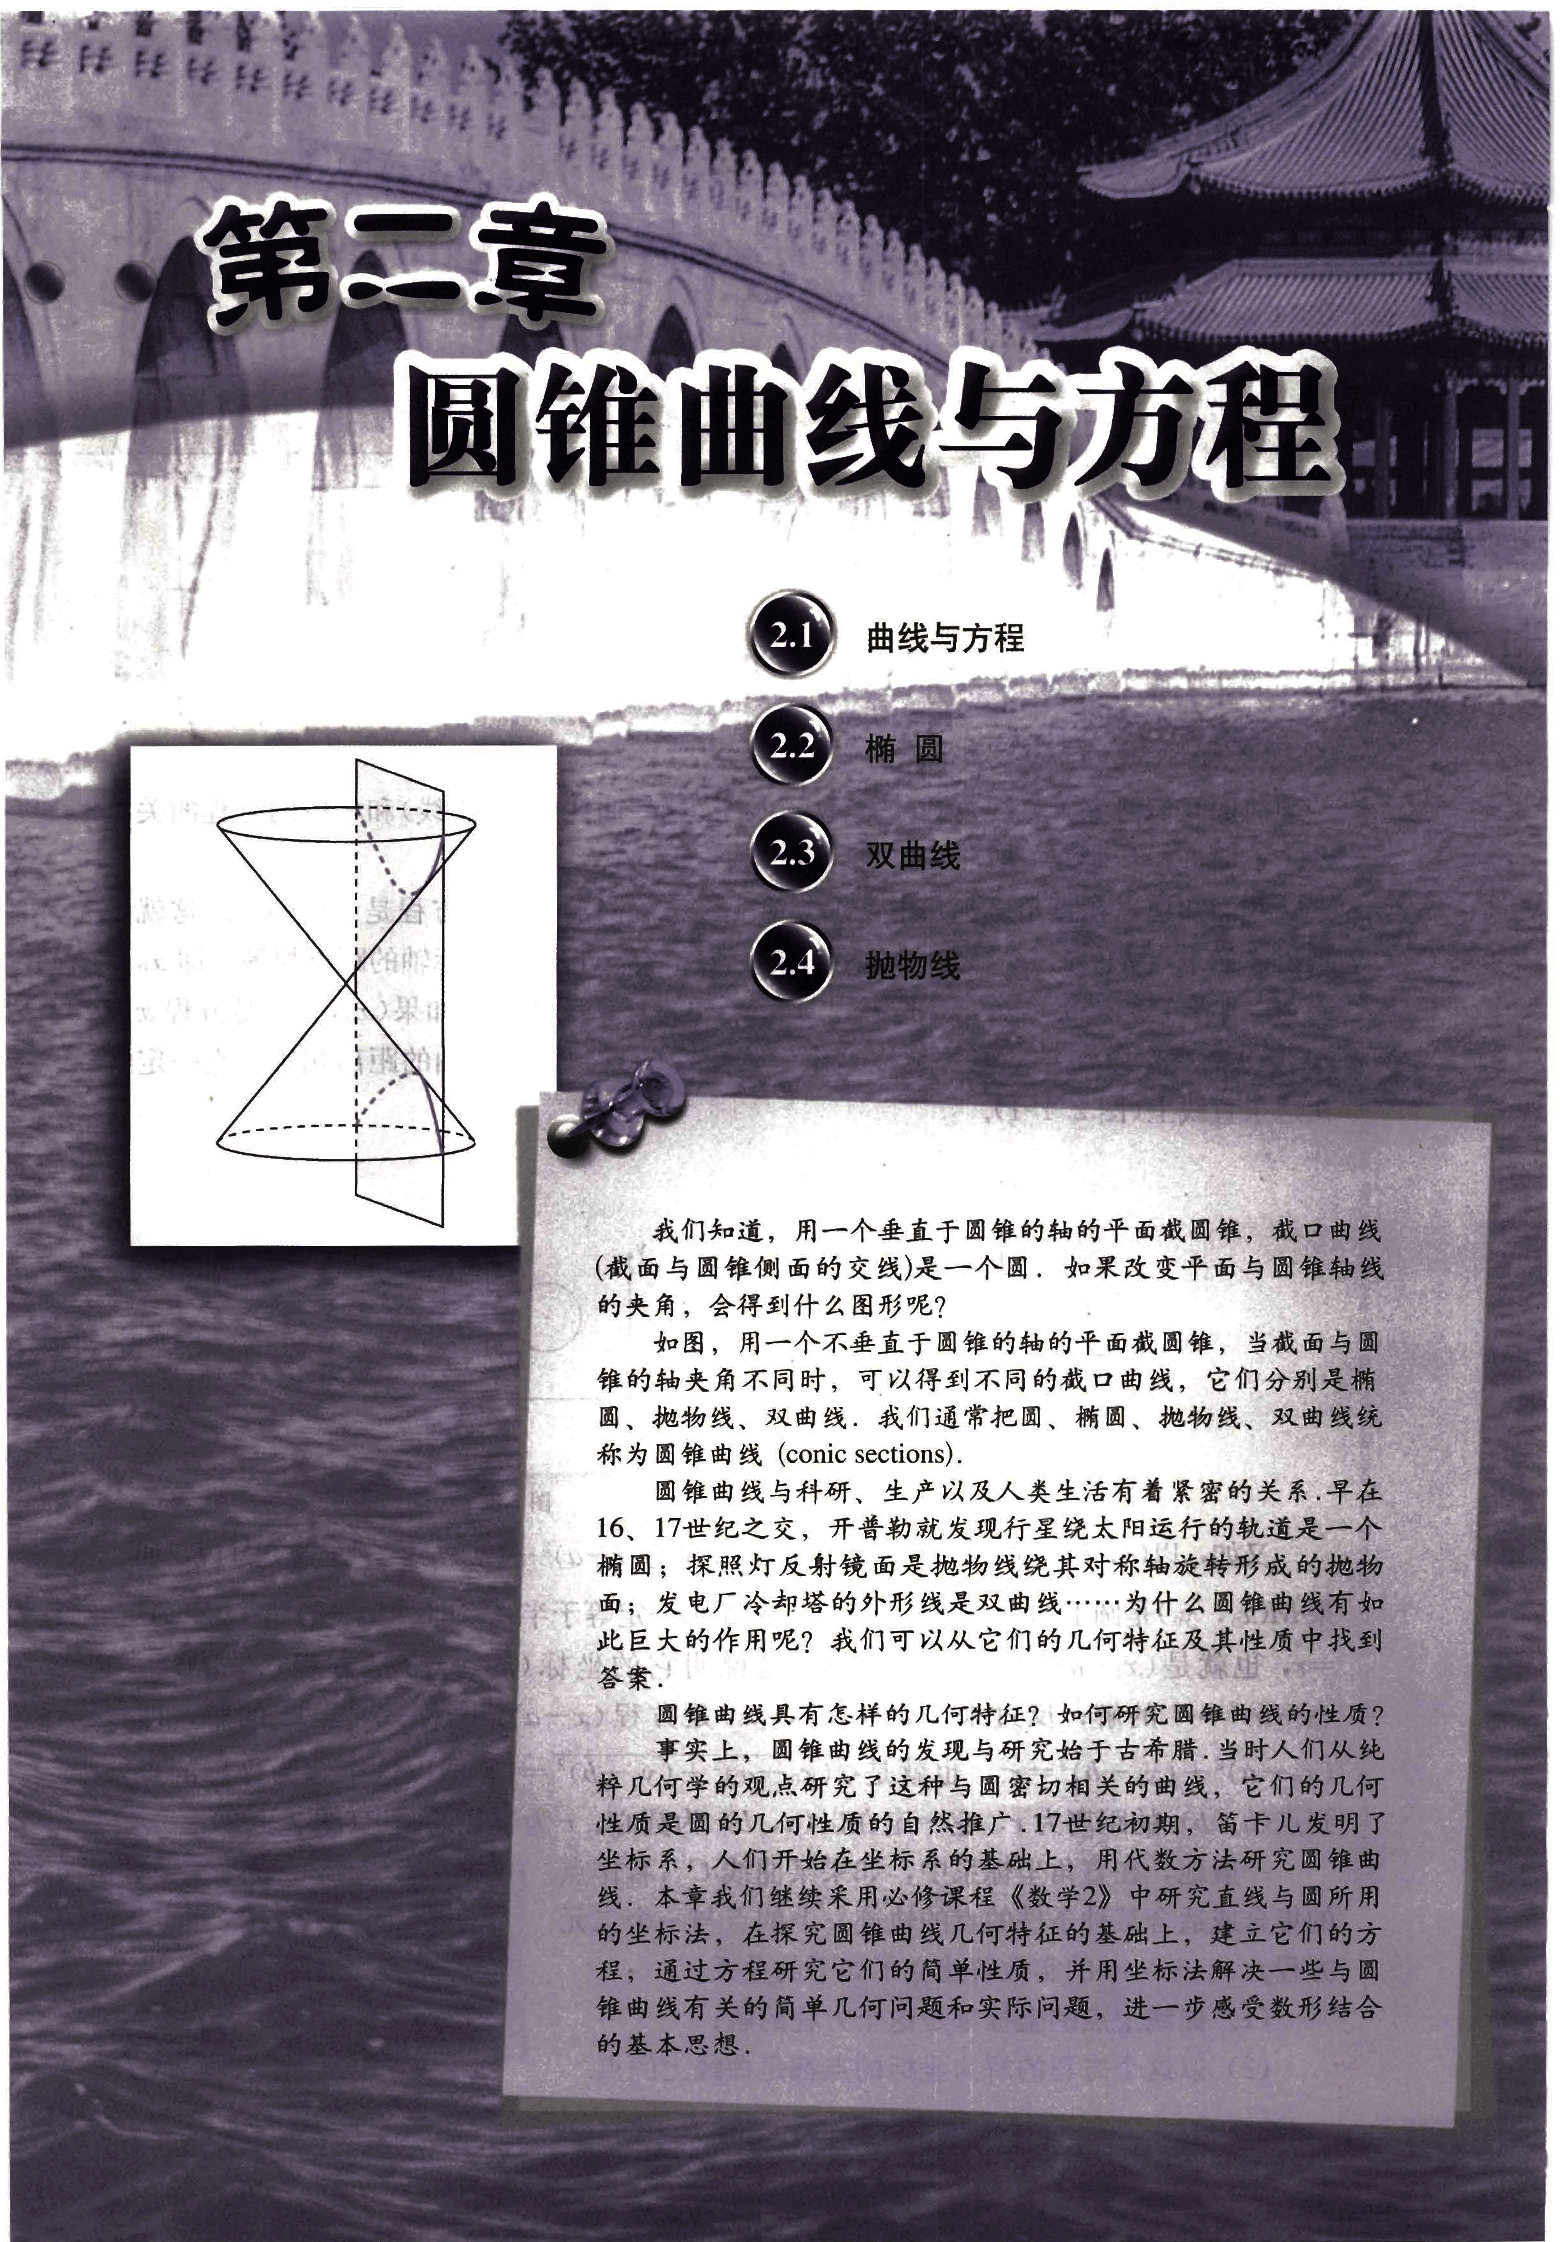 第二章
圆锥曲线与方程
2.1 曲线与方程
2.2 椭 圆
2.3 双曲线
2.4 抛物线
我们知道，用一个垂直于圆锥的轴的平面截圆锥，截口曲线
(截面与圆锥侧面的交线)是一个圆．如果改变平面与圆锥轴线
的夹角，会得到什么图形呢？
如图，用一个不垂直于圆锥的轴的平面截圆锥，当截面与圆
锥的轴夹角不同时，可以得到不同的截口曲线，它们分别是椭
圆、抛物线、双曲线．我们通常把圆、椭圆、抛物线、双曲线统
称为圆锥曲线 (conic sections).
圆锥曲线与科研、生产以及人类生活有着紧密的关系.早在
16、17世纪之交，开普勒就发现行星绕太阳运行的轨道是一个
椭圆；探照灯反射镜面是抛物线绕其对称轴旋转形成的抛物
面；发电厂冷却塔的外形线是双曲线……为什么圆锥曲线有如
此巨大的作用呢？我们可以从它们的几何特征及其性质中找到
答案．
圆锥曲线具有怎样的几何特征？如何研究圆锥曲线的性质？
事实上，圆锥曲线的发现与研究始于古希腊.当时人们从纯
粹几何学的观点研究了这种与圆密切相关的曲线，它们的几何
性质是圆的几何性质的自然推广.17世纪初期，笛卡儿发明了
坐标系，人们开始在坐标系的基础上，用代数方法研究圆锥曲
线．本章我们继续采用必修课程《数学2》中研究直线与圆所用
的坐标法，在探究圆锥曲线几何特征的基础上，建立它们的方
程，通过方程研究它们的简单性质，并用坐标法解决一些与圆
锥曲线有关的简单几何问题和实际问题，进一步感受数形结合
的基本思想．